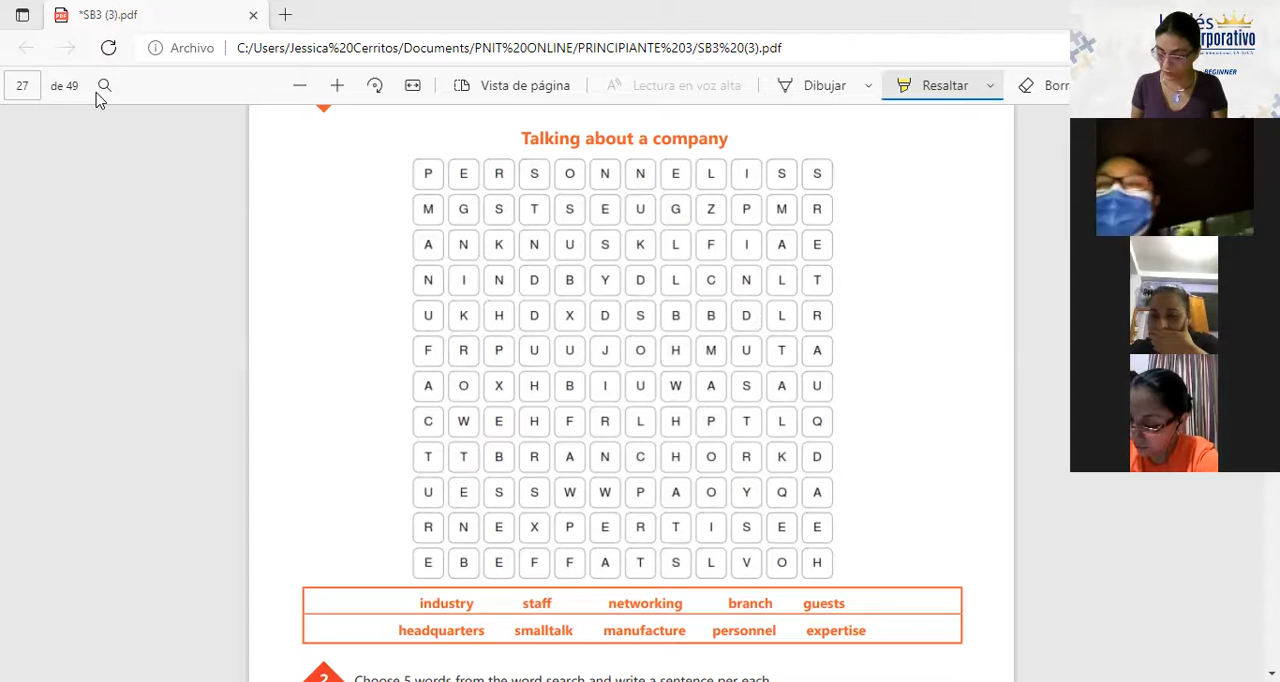 *SB3 (3).pdf
Archivo C:/Users/Jessica%20Cerritos/Documents/PNIT%20ONLINE/PRINCIPIANTE%203/SB3%20(3).pdf
27 de 49 Vista de página Lectura en voz alta Dibujar Resaltar Borr
Talking about a company
P E R S O N N E L I S S
M G S T S E U G Z P M R
A N K N U S K L F I A E
N I N D B Y D L C N L T
U K H D X D S B B D L R
F R P U U J O H M U T A
A O X H B I U W A S A U
C W E H F R L H P T L Q
T T B R A N C H O R K D
U E S S W W P A O Y Q A
R N E X P E R T I S E E
E B E F F A T S L V O H
industry staff networking branch guests
headquarters smalltalk manufacture personnel expertise
2 Choose 5 words from the word search and write a sentence per each
rporativo
BEGINNER